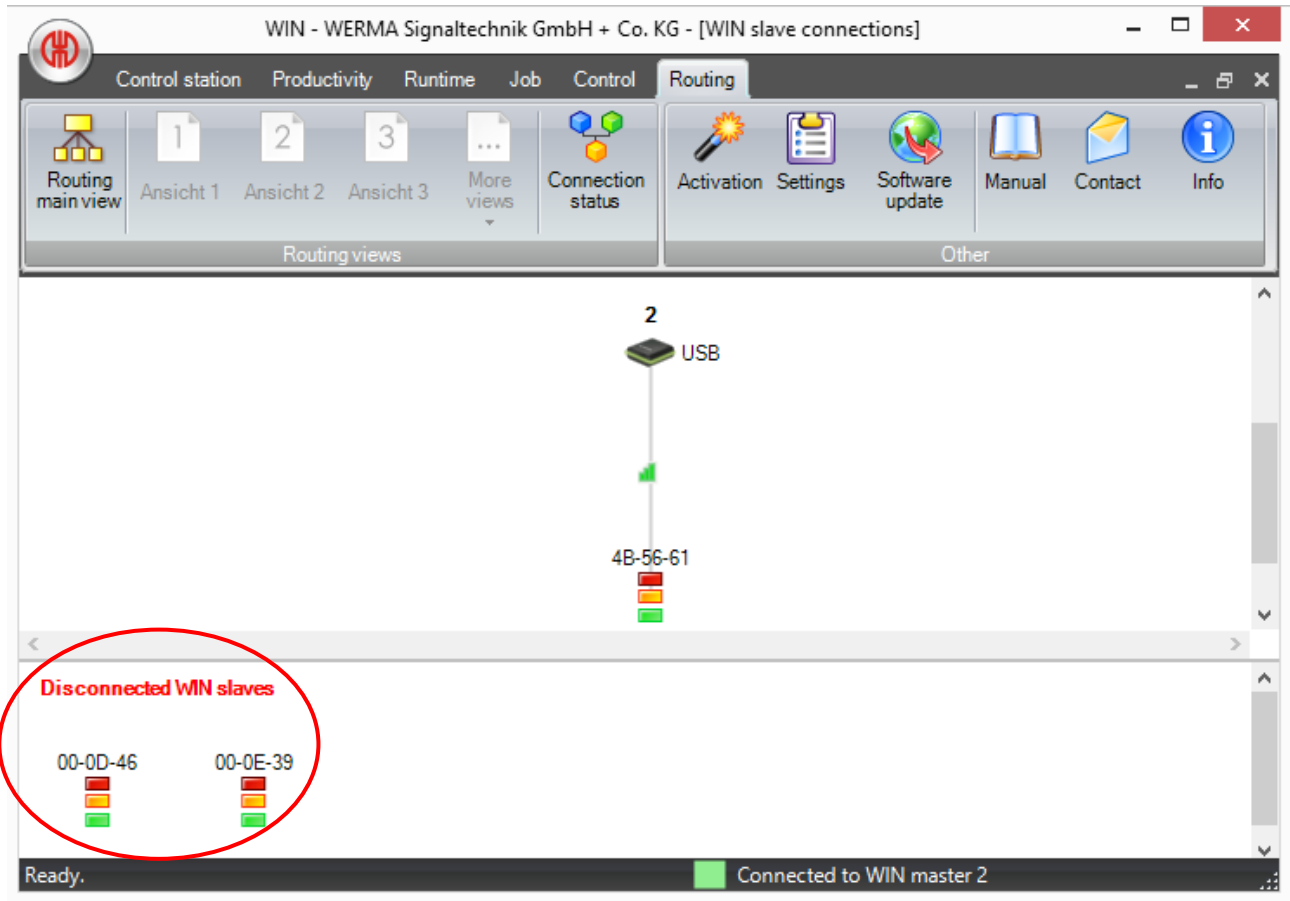 WIN - WERMA Signaltechnik GmbH + Co. KG - [WIN slave connections]
Control station Productivity Runtime Job Control Routing
Routing main view
Ansicht 1
Ansicht 2
Ansicht 3
More views
Connection status
Activation
Settings
Software update
Manual
Contact
Info
1 2 3 ...
Routing views
Other
2
USB
4B-56-61
Disconnected WIN slaves
00-0D-46 00-0E-39
Ready. Connected to WIN master 2